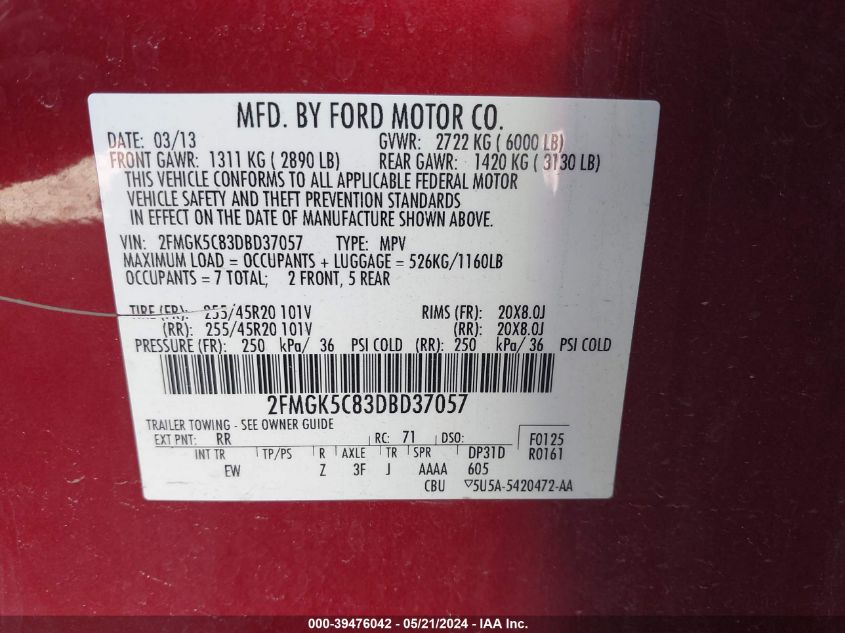 MFD. BY FORD MOTOR CO.
DATE: 03/13 GVWR: 2722 KG ( 6000 LB)
FRONT GAWR: 1311 KG ( 2890 LB) REAR GAWR: 1420 KG ( 3130 LB)
THIS VEHICLE CONFORMS TO ALL APPLICABLE FEDERAL MOTOR
VEHICLE SAFETY AND THEFT PREVENTION STANDARDS
IN EFFECT ON THE DATE OF MANUFACTURE SHOWN ABOVE.
VIN: 2FMGK5C83DBD37057 TYPE: MPV
MAXIMUM LOAD = OCCUPANTS + LUGGAGE = 526KG/1160LB
OCCUPANTS = 7 TOTAL; 2 FRONT, 5 REAR
TIRE (FR): 255/45R20 101V RIMS (FR): 20X8.0J
(RR): 255/45R20 101V (RR): 20X8.0J
PRESSURE (FR): 250 kPa/ 36 PSI COLD (RR): 250 kPa/ 36 PSI COLD
2FMGK5C83DBD37057
TRAILER TOWING - SEE OWNER GUIDE
EXT PNT: RR RC: 71 DSO: F0125
INT TR TP/PS R AXLE TR SPR DP31D R0161
EW Z 3F J AAAA 605
CBU ▽5U5A-5420472-AA
000-39476042 - 05/21/2024 - IAA Inc.